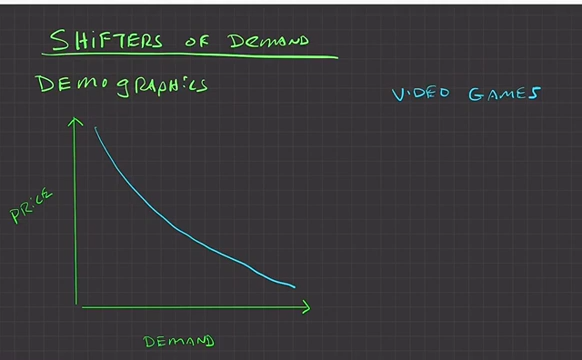 SHIFTERS OF DEMAND
DEMOGRAPHICS
VIDEO GAMES
PRICE
DEMAND